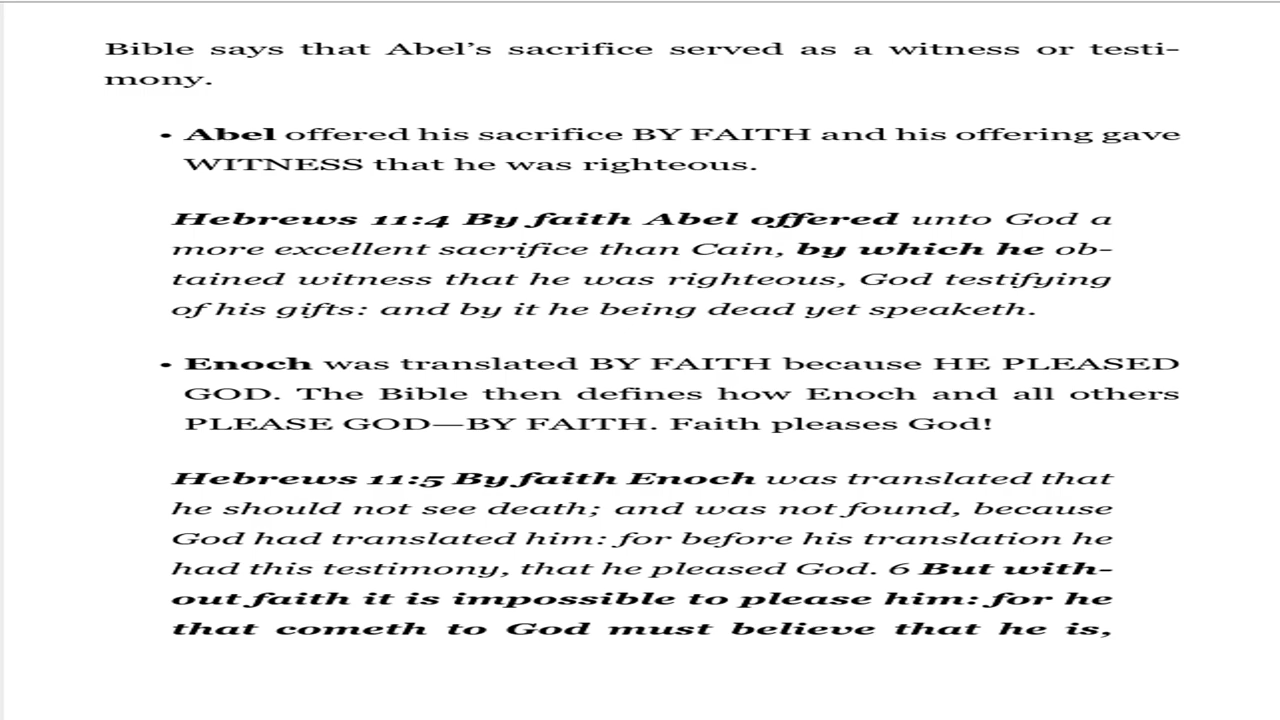 Bible says that Abel’s sacrifice served as a witness or testi-
mony.
• Abel offered his sacrifice BY FAITH and his offering gave
WITNESS that he was righteous.
Hebrews 11:4 By faith Abel offered unto God a
more excellent sacrifice than Cain, by which he ob-
tained witness that he was righteous, God testifying
of his gifts: and by it he being dead yet speaketh.
• Enoch was translated BY FAITH because HE PLEASED
GOD. The Bible then defines how Enoch and all others
PLEASE GOD—BY FAITH. Faith pleases God!
Hebrews 11:5 By faith Enoch was translated that
he should not see death; and was not found, because
God had translated him: for before his translation he
had this testimony, that he pleased God. 6 But with-
out faith it is impossible to please him: for he
that cometh to God must believe that he is,